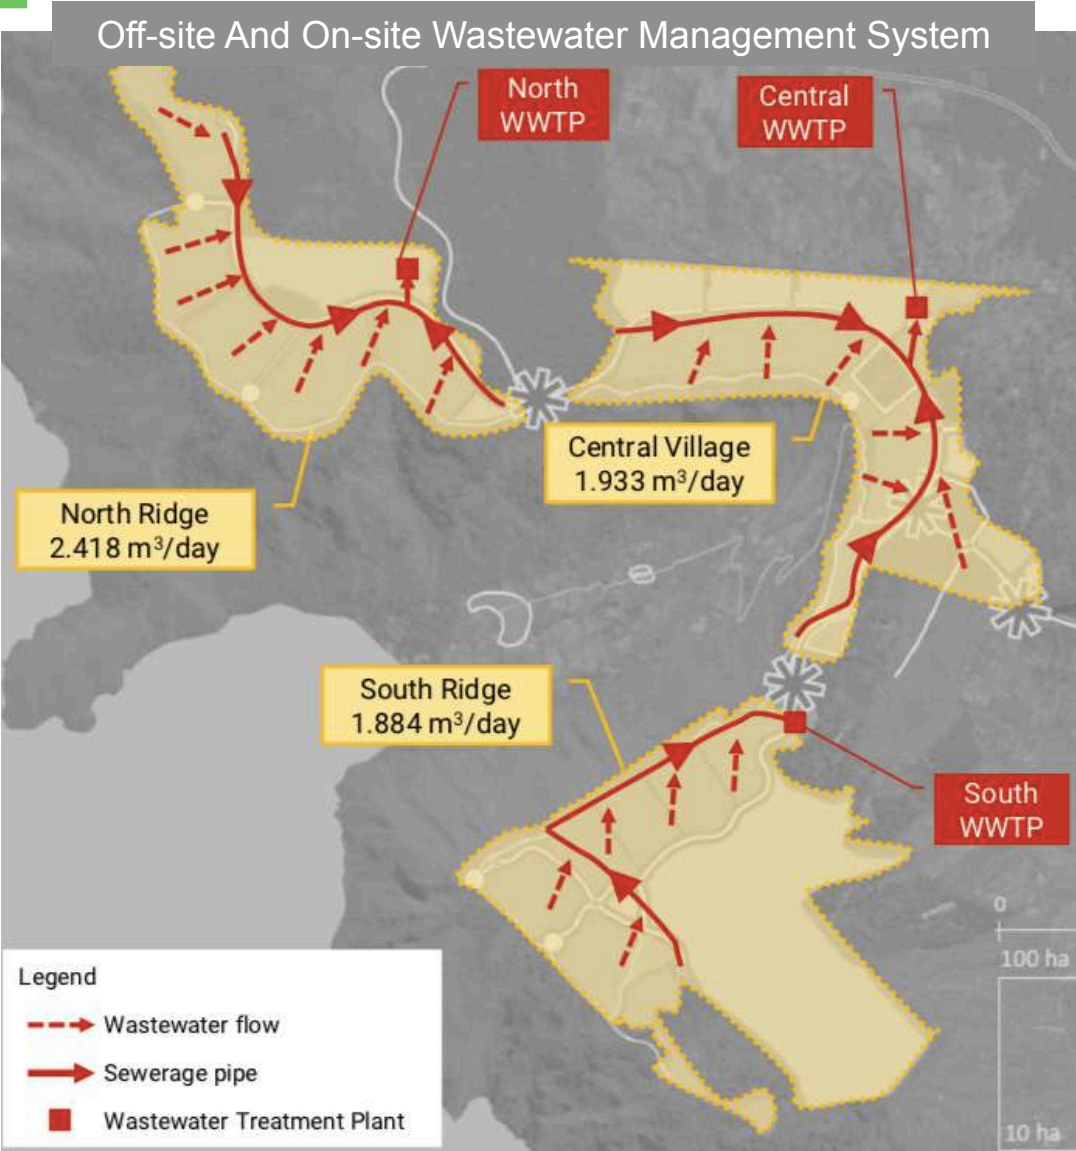 Off-site And On-site Wastewater Management System
North
WWTP
Central
WWTP
Central Village
1.933 m³/day
North Ridge
2.418 m³/day
South Ridge
1.884 m³/day
South
WWTP
0
100 ha
10 ha
Legend
Wastewater flow
Sewerage pipe
Wastewater Treatment Plant